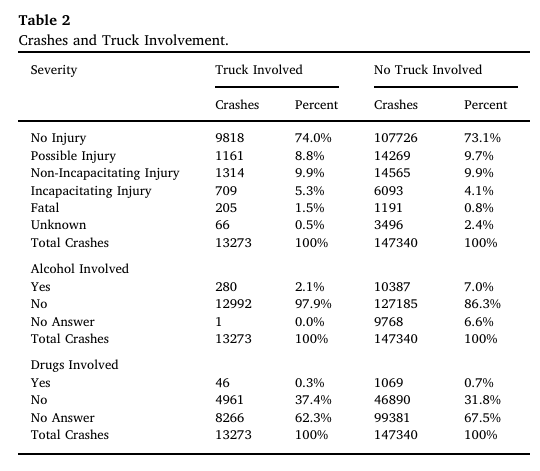 Table 2
Crashes and Truck Involvement.
Severity Truck Involved No Truck Involved
Crashes Percent Crashes Percent
No Injury 9818 74.0% 107726 73.1%
Possible Injury 1161 8.8% 14269 9.7%
Non-Incapacitating Injury 1314 9.9% 14565 9.9%
Incapacitating Injury 709 5.3% 6093 4.1%
Fatal 205 1.5% 1191 0.8%
Unknown 66 0.5% 3496 2.4%
Total Crashes 13273 100% 147340 100%
Alcohol Involved
Yes 280 2.1% 10387 7.0%
No 12992 97.9% 127185 86.3%
No Answer 1 0.0% 9768 6.6%
Total Crashes 13273 100% 147340 100%
Drugs Involved
Yes 46 0.3% 1069 0.7%
No 4961 37.4% 46890 31.8%
No Answer 8266 62.3% 99381 67.5%
Total Crashes 13273 100% 147340 100%